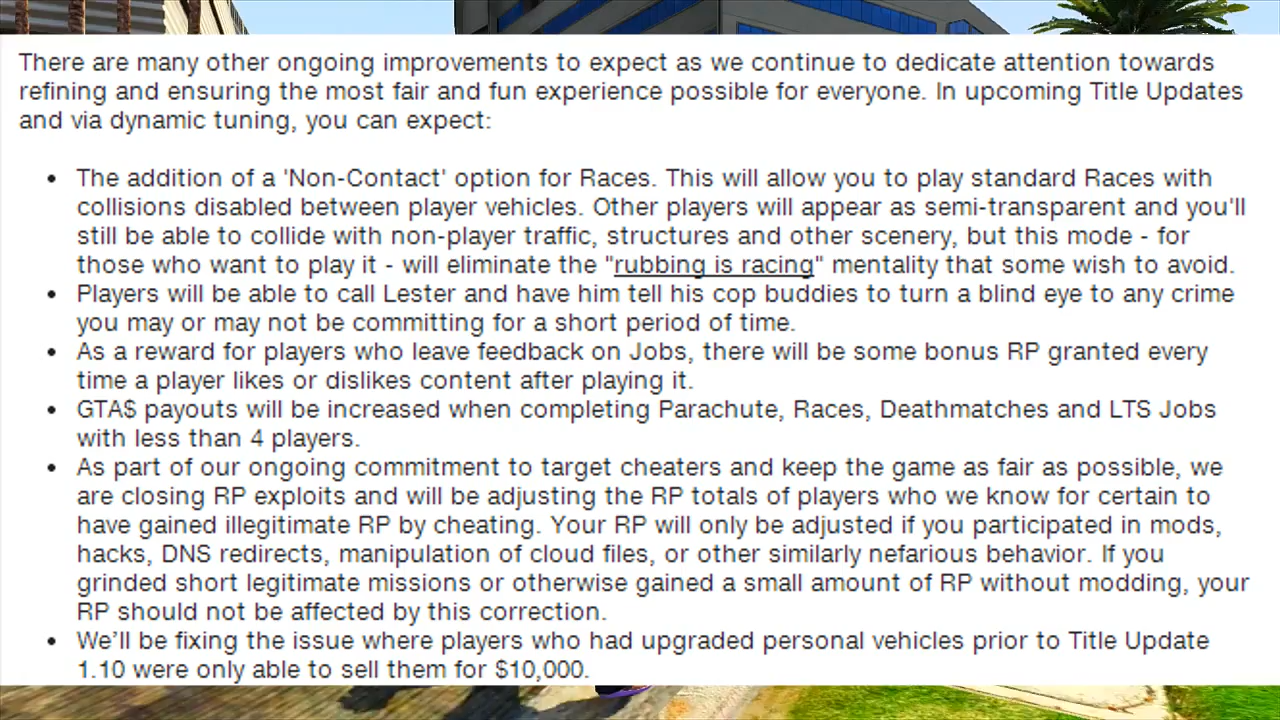 There are many other ongoing improvements to expect as we continue to dedicate attention towards
refining and ensuring the most fair and fun experience possible for everyone. In upcoming Title Updates
and via dynamic tuning, you can expect:
• The addition of a 'Non-Contact' option for Races. This will allow you to play standard Races with
collisions disabled between player vehicles. Other players will appear as semi-transparent and you'll
still be able to collide with non-player traffic, structures and other scenery, but this mode - for
those who want to play it - will eliminate the "rubbing is racing" mentality that some wish to avoid.
• Players will be able to call Lester and have him tell his cop buddies to turn a blind eye to any crime
you may or may not be committing for a short period of time.
• As a reward for players who leave feedback on Jobs, there will be some bonus RP granted every
time a player likes or dislikes content after playing it.
• GTA$ payouts will be increased when completing Parachute, Races, Deathmatches and LTS Jobs
with less than 4 players.
• As part of our ongoing commitment to target cheaters and keep the game as fair as possible, we
are closing RP exploits and will be adjusting the RP totals of players who we know for certain to
have gained illegitimate RP by cheating. Your RP will only be adjusted if you participated in mods,
hacks, DNS redirects, manipulation of cloud files, or other similarly nefarious behavior. If you
grinded short legitimate missions or otherwise gained a small amount of RP without modding, your
RP should not be affected by this correction.
• We’ll be fixing the issue where players who had upgraded personal vehicles prior to Title Update
1.10 were only able to sell them for $10,000.